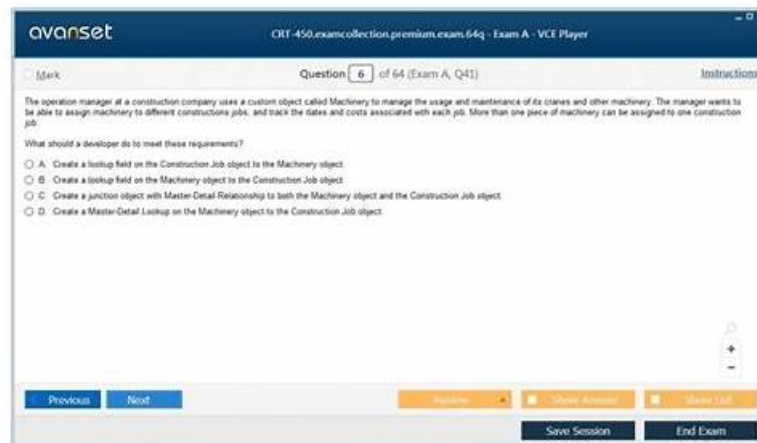 avanset
CRT-450.examcollection.premium.exam.64q - Exam A - VCE Player
Mark
Question 6 of 64 (Exam A, Q41)
Instructions
The operation manager at a construction company uses a custom object called Machinery to manage the usage and maintenance of its cranes and other machinery. The manager wants to
be able to assign machinery to different constructions jobs, and track the dates and costs associated with each job. More than one piece of machinery can be assigned to one construction
job.
What should a developer do to meet these requirements?
A. Create a lookup field on the Construction Job object to the Machinery object.
B. Create a lookup field on the Machinery object to the Construction Job object
C. Create a junction object with Master-Detail Relationship to both the Machinery object and the Construction Job object.
D. Create a Master-Detail Lookup on the Machinery object to the Construction Job object.
+
-
Previous
Next
Review
Show Answer
Show List
Save Session
End Exam